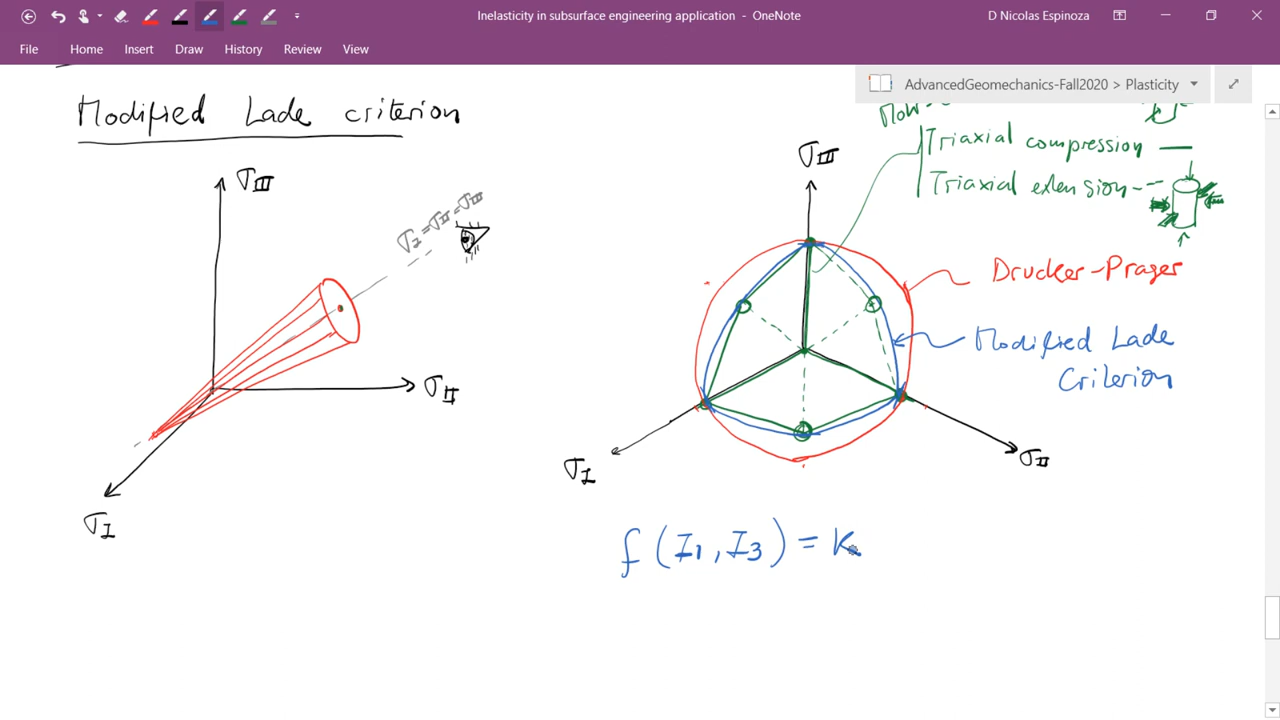 Inelasticity in subsurface engineering application - OneNote
D Nicolas Espinoza
File Home Insert Draw History Review View
AdvancedGeomechanics-Fall2020 > Plasticity
Modified Lade criterion
σIII
σI = σII = σIII
σII
σI
σIII
Triaxial compression
Triaxial extension
Drucker-Prager
Modified Lade
Criterion
σI
σII
f (I1, I3) = K